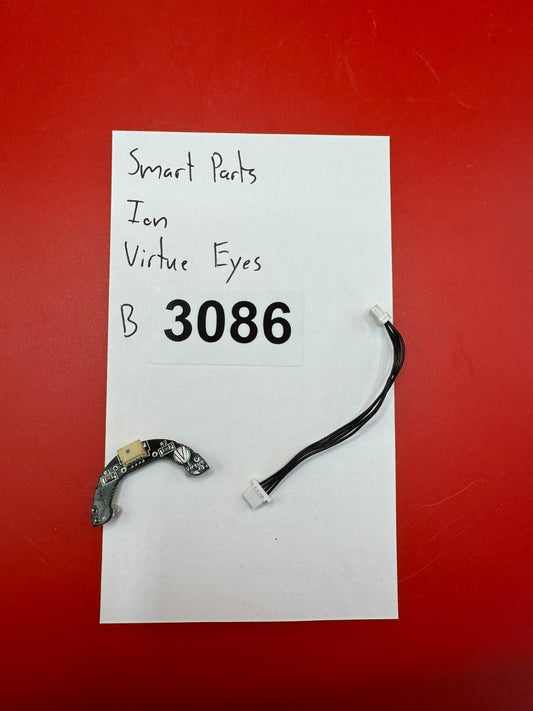 Smart Parts
Ion
Virtue Eyes
B 3086